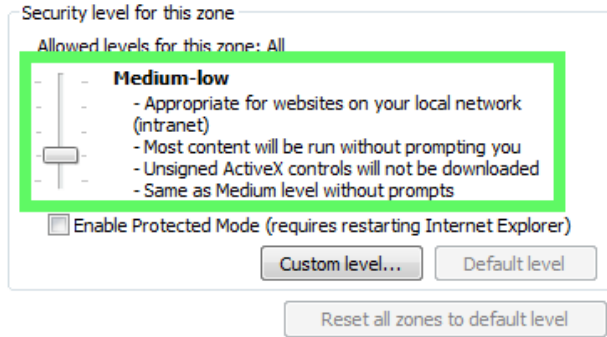 Security level for this zone
Allowed levels for this zone: All
Medium-low
- Appropriate for websites on your local network
(intranet)
- Most content will be run without prompting you
- Unsigned ActiveX controls will not be downloaded
- Same as Medium level without prompts
Enable Protected Mode (requires restarting Internet Explorer)
Custom level... Default level
Reset all zones to default level